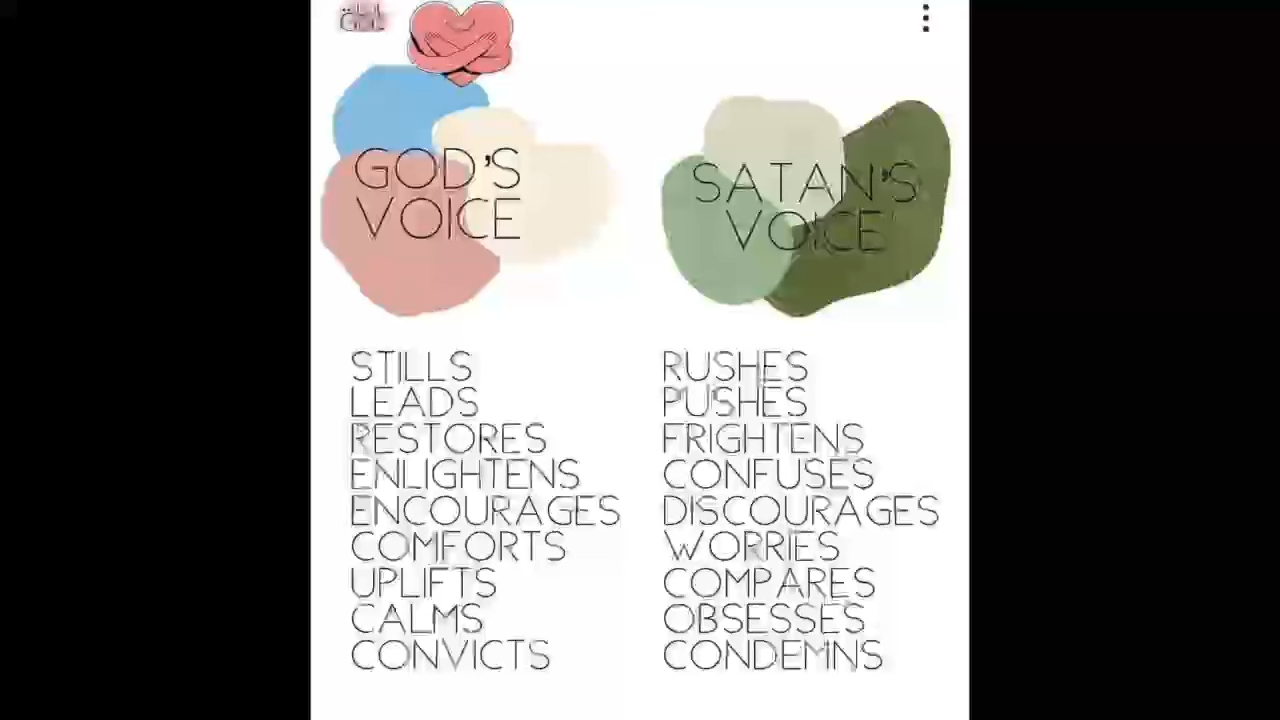 GOD'S
VOICE
STILLS
LEADS
RESTORES
ENLIGHTENS
ENCOURAGES
COMFORTS
UPLIFTS
CALMS
CONVICTS
SATAN'S
VOICE
RUSHES
PUSHES
FRIGHTENS
CONFUSES
DISCOURAGES
WORRIES
COMPARES
OBSESSES
CONDEMNS